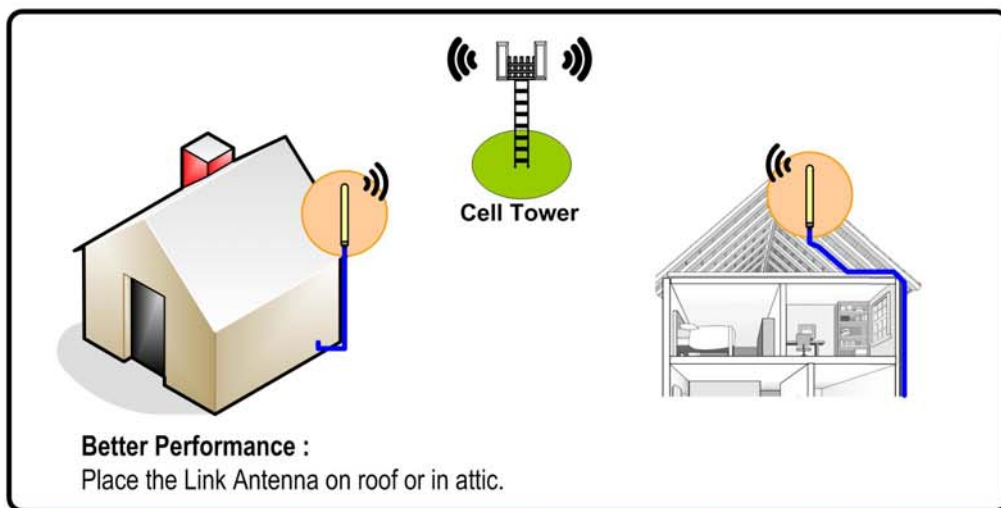 Cell Tower
Better Performance :
Place the Link Antenna on roof or in attic.